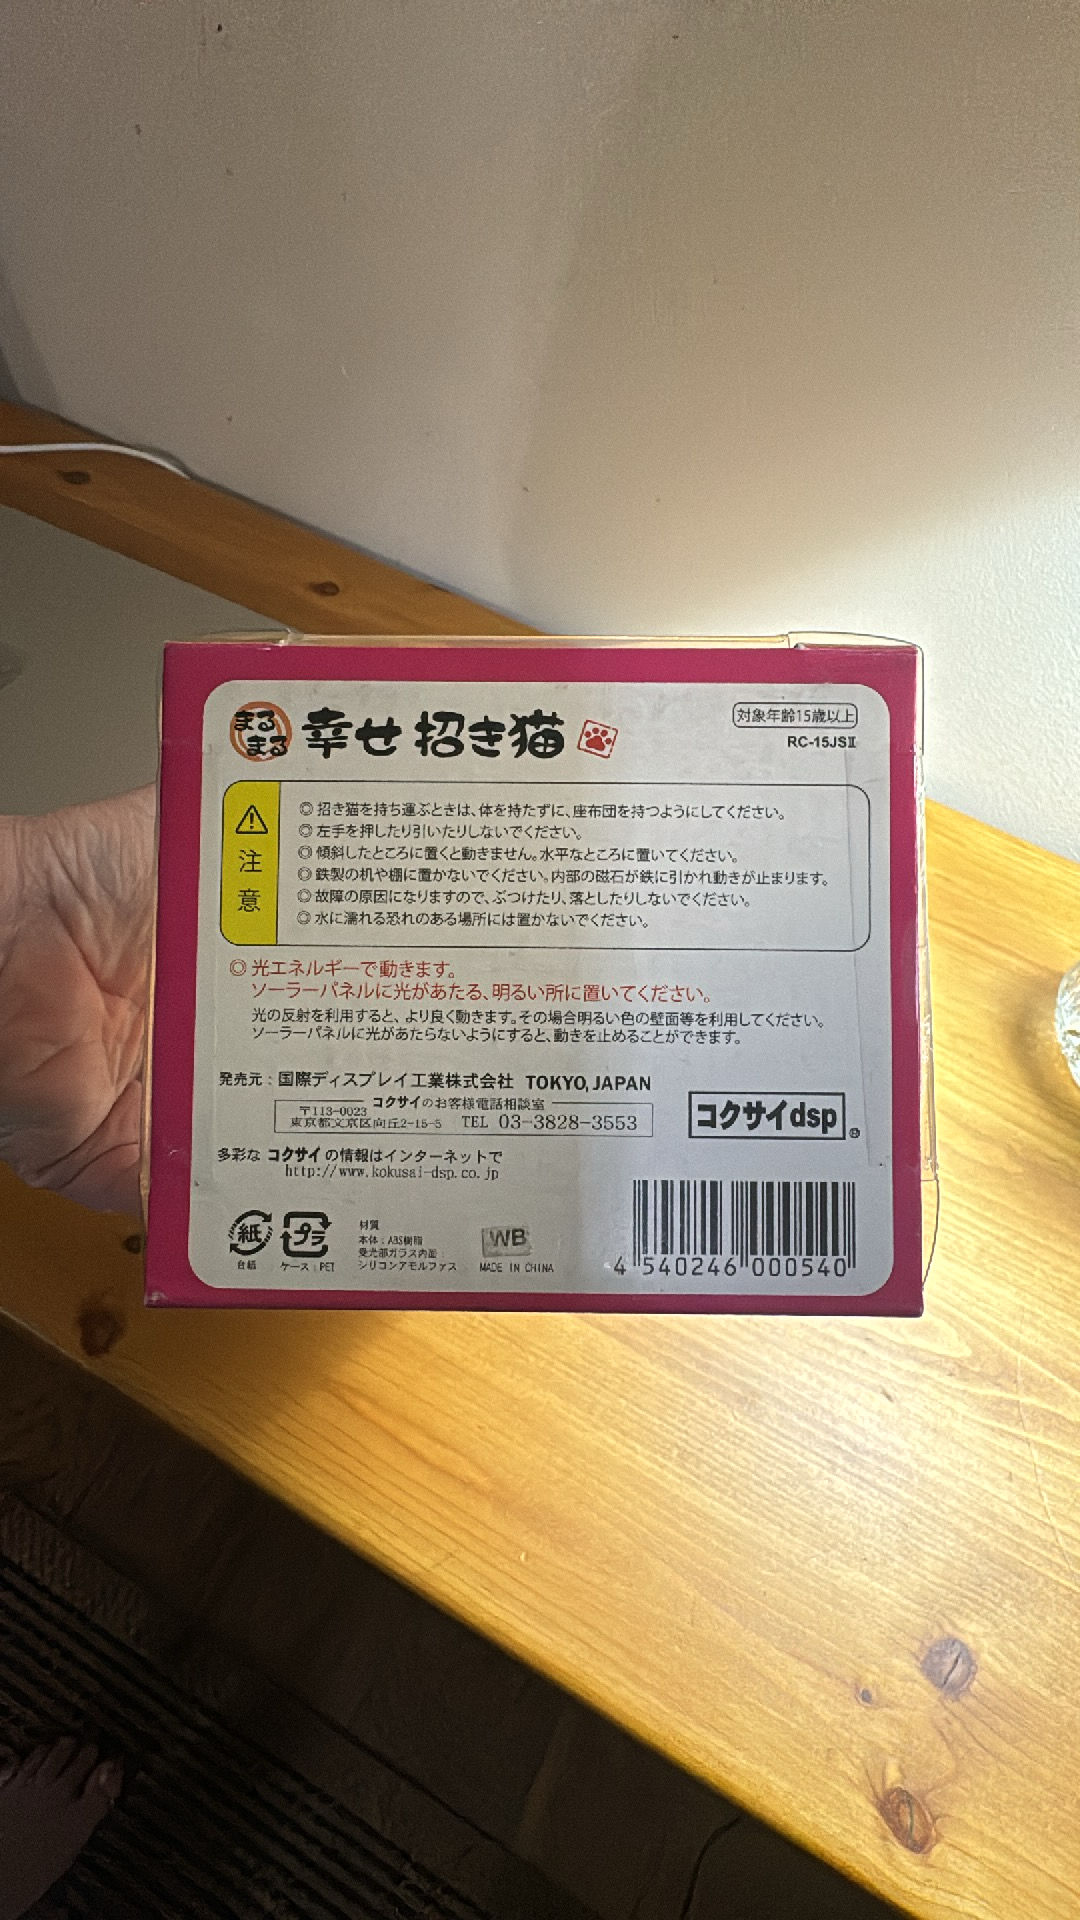 まるまる 幸せ 招き猫
対象年齢15歳以上
RC-15JSⅡ
注意
◎招き猫を持ち運ぶときは、体を持たずに、座布団を持つようにしてください。
◎左手を押したり引いたりしないでください。
◎傾斜したところに置くと動きません。水平なところに置いてください。
◎鉄製の机や棚に置かないでください。内部の磁石が鉄に引かれ動きが止まります。
◎故障の原因になりますので、ぶつけたり、落としたりしないでください。
◎水に濡れる恐れのある場所には置かないでください。
◎光エネルギーで動きます。
ソーラーパネルに光があたる、明るい所に置いてください。
光の反射を利用すると、より良く動きます。その場合明るい色の壁面等を利用してください。
ソーラーパネルに光があたらないようにすると、動きを止めることができます。
発売元：国際ディスプレイ工業株式会社 TOKYO, JAPAN
コクサイのお客様電話相談室
〒113-0023
東京都文京区向丘2-15-5 TEL 03-3828-3553
コクサイdsp®
多彩な コクサイ の情報はインターネットで
http://www.kokusai-dsp.co.jp
紙
台紙
プラ
ケース：PET
材質
本体：ABS樹脂
受光部ガラス内面：
シリコンアモルファス
WB
MADE IN CHINA
4 540246 000540